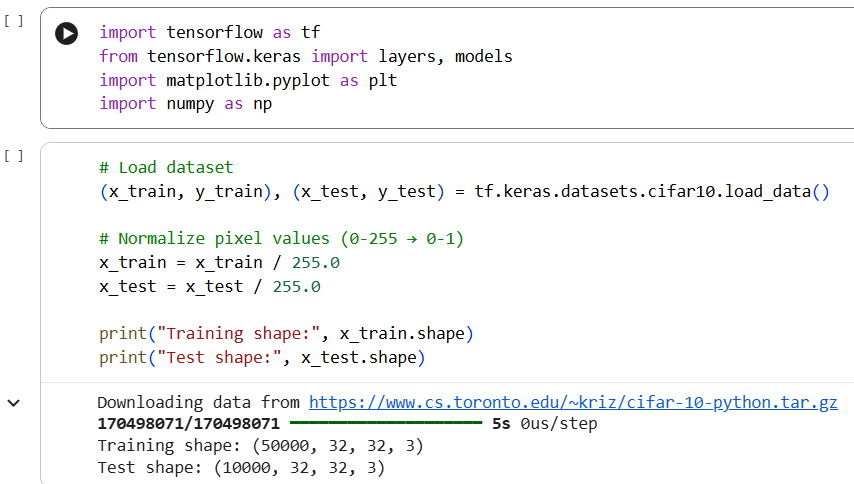 [ ]
import tensorflow as tf
from tensorflow.keras import layers, models
import matplotlib.pyplot as plt
import numpy as np
[ ]
# Load dataset
(x_train, y_train), (x_test, y_test) = tf.keras.datasets.cifar10.load_data()
# Normalize pixel values (0-255 → 0-1)
x_train = x_train / 255.0
x_test = x_test / 255.0
print("Training shape:", x_train.shape)
print("Test shape:", x_test.shape)
Downloading data from https://www.cs.toronto.edu/~kriz/cifar-10-python.tar.gz
170498071/170498071 ━━━━━━━━━━━━━━━━━━━━ 5s 0us/step
Training shape: (50000, 32, 32, 3)
Test shape: (10000, 32, 32, 3)